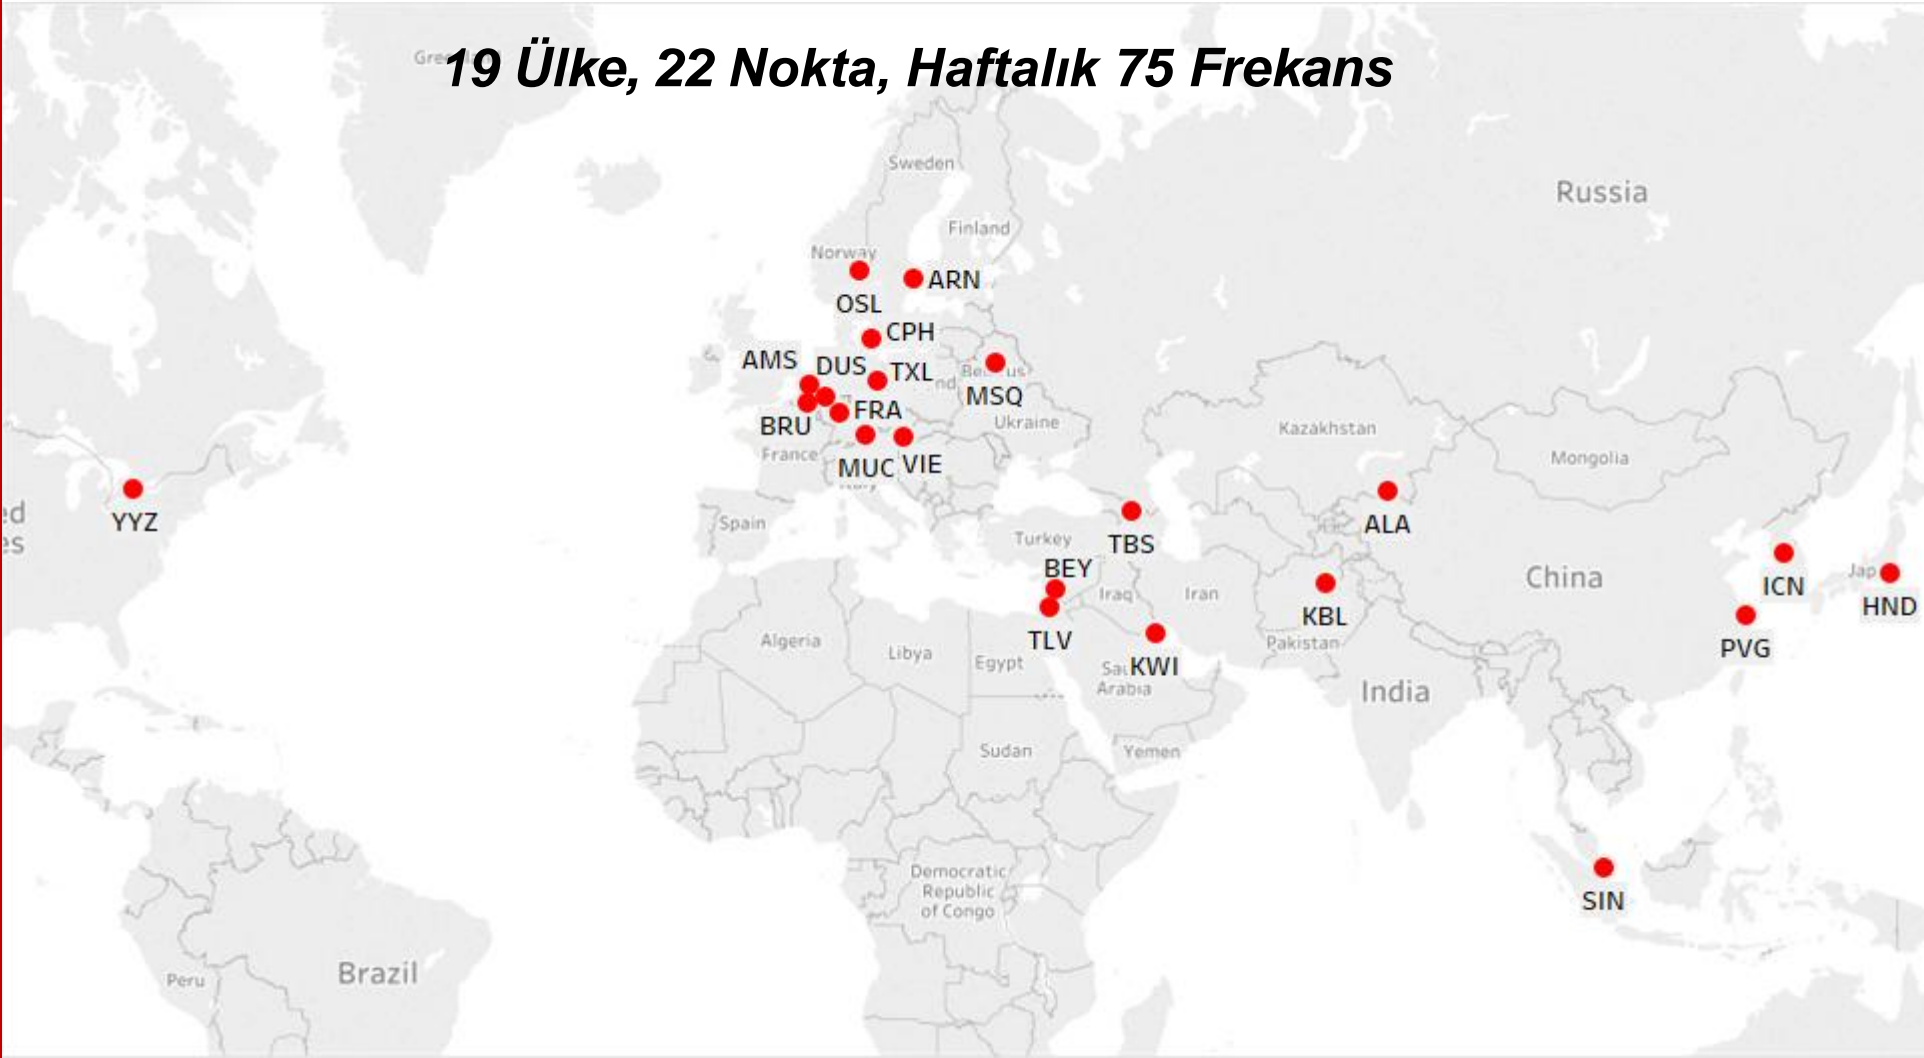 19 Ülke, 22 Nokta, Haftalık 75 Frekans
Sweden
Russia
Finland
Norway
ARN
OSL
CPH
AMS
DUS
TXL
MSQ
FRA
BRU
Ukraine
Kazakhstan
France
MUC
VIE
Mongolia
YYZ
Spain
ALA
Turkey
TBS
BEY
China
ICN
Iraq
Iran
HND
KBL
TLV
Algeria
Pakistan
PVG
Libya
Egypt
KWI
Arabia
India
Sudan
Yemen
Democratic
Republic
of Congo
SIN
Brazil
Peru